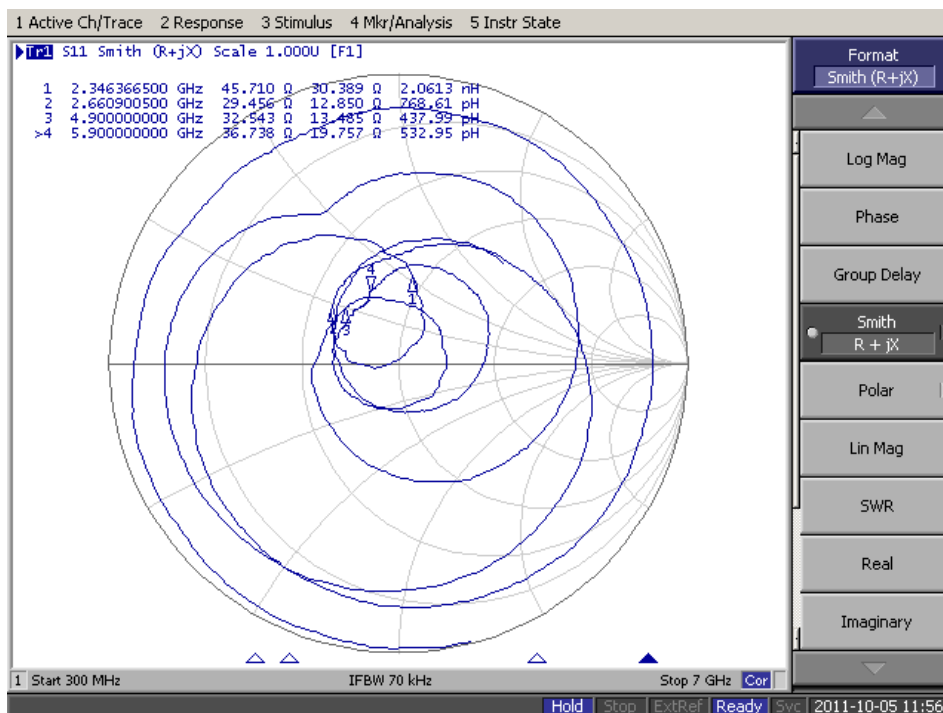 1 Active Ch/Trace 2 Response 3 Stimulus 4 Mkr/Analysis 5 Instr State
Tr1 S11 Smith (R+jX) Scale 1.000U [F1]
1 2.346366500 GHz 45.710 Ω 30.389 Ω 2.0613 nH
2 2.660900500 GHz 29.456 Ω 12.850 Ω 768.61 pH
3 4.900000000 GHz 32.543 Ω 13.485 Ω 437.99 pH
>4 5.900000000 GHz 36.738 Ω 19.757 Ω 532.95 pH
4
1
3
Format
Smith (R+jX)
Log Mag
Phase
Group Delay
Smith
R + jX
Polar
Lin Mag
SWR
Real
Imaginary
1 Start 300 MHz IFBW 70 kHz Stop 7 GHz Cor
Hold Stop ExtRef Ready Svc 2011-10-05 11:56